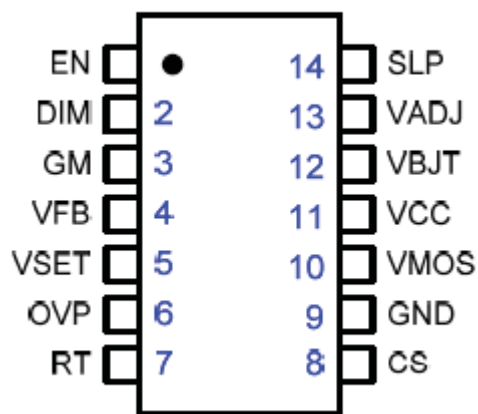 EN 14 SLP
DIM 2 13 VADJ
GM 3 12 VBJT
VFB 4 11 VCC
VSET 5 10 VMOS
OVP 6 9 GND
RT 7 8 CS